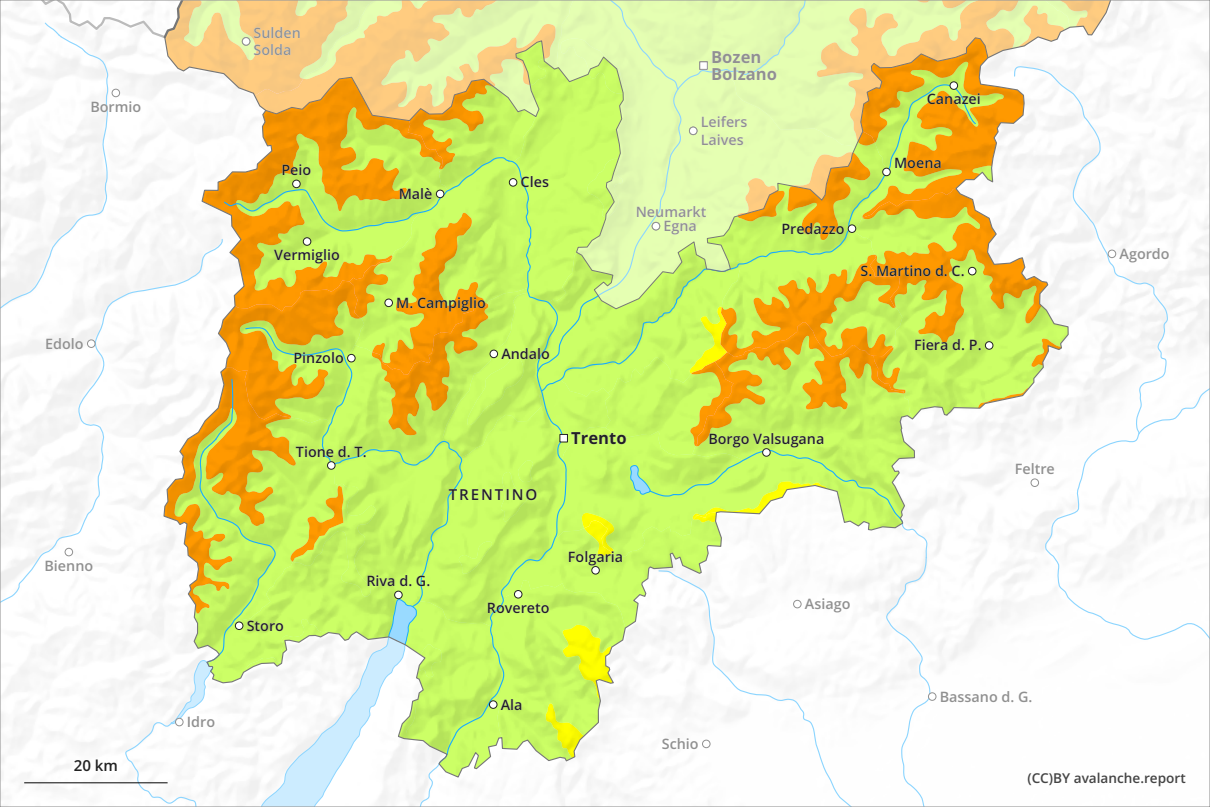 Sulden
Solda
Bozen
Bolzano
Bormio
Canazei
Leifers
Laives
Moena
Peio
Malè
Cles
Neumarkt
Egna
Predazzo
Vermiglio
Agordo
S. Martino d. C.
M. Campiglio
Edolo
Pinzolo
Andalo
Fiera d. P.
Trento
Borgo Valsugana
Tione d. T.
Feltre
TRENTINO
Bienno
Folgaria
Riva d. G.
Rovereto
Asiago
Storo
Bassano d. G.
Ala
Idro
Schio
20 km
(CC)BY avalanche.report